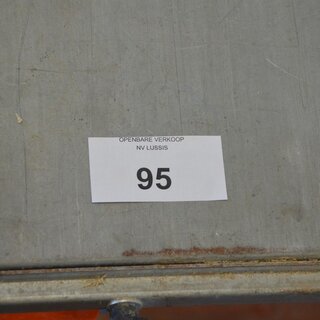 OPENBARE VERKOOP
NV LUSSIS
95